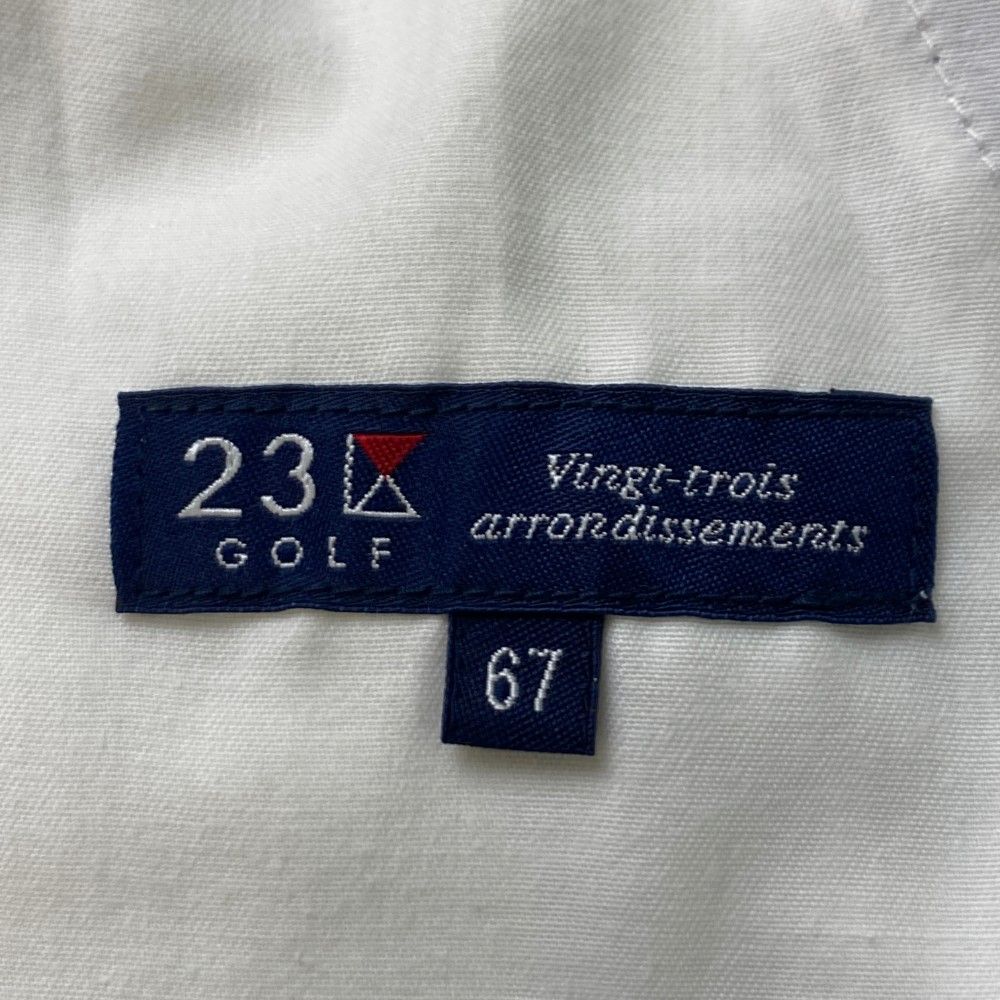 23
GOLF
Vingt-trois
arrondissements
67